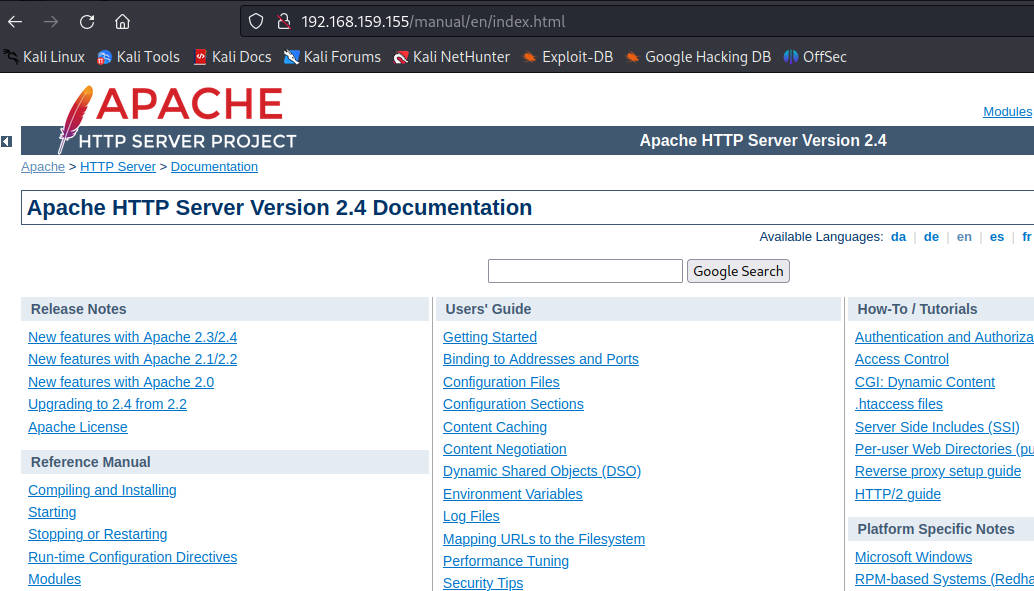 192.168.159.155/manual/en/index.html
Kali Linux Kali Tools Kali Docs Kali Forums Kali NetHunter Exploit-DB Google Hacking DB OffSec
APACHE
HTTP SERVER PROJECT
Modules
Apache HTTP Server Version 2.4
Apache > HTTP Server > Documentation
Apache HTTP Server Version 2.4 Documentation
Available Languages: da | de | en | es | fr
Google Search
Release Notes
New features with Apache 2.3/2.4
New features with Apache 2.1/2.2
New features with Apache 2.0
Upgrading to 2.4 from 2.2
Apache License
Reference Manual
Compiling and Installing
Starting
Stopping or Restarting
Run-time Configuration Directives
Modules
Users' Guide
Getting Started
Binding to Addresses and Ports
Configuration Files
Configuration Sections
Content Caching
Content Negotiation
Dynamic Shared Objects (DSO)
Environment Variables
Log Files
Mapping URLs to the Filesystem
Performance Tuning
Security Tips
How-To / Tutorials
Authentication and Authoriza
Access Control
CGI: Dynamic Content
.htaccess files
Server Side Includes (SSI)
Per-user Web Directories (pu
Reverse proxy setup guide
HTTP/2 guide
Platform Specific Notes
Microsoft Windows
RPM-based Systems (Redha